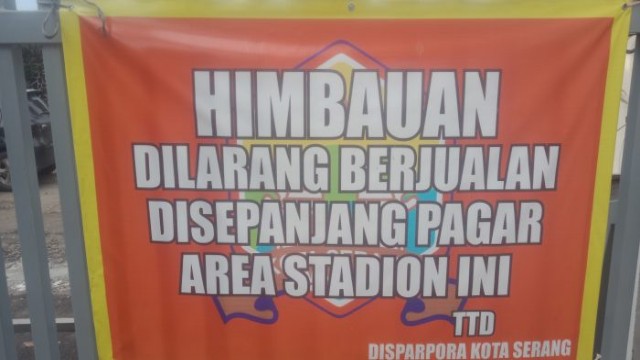 HIMBAUAN
DILARANG BERJUALAN
DISEPANJANG PAGAR
AREA STADION INI
TTD
DISPARPORA KOTA SERANG